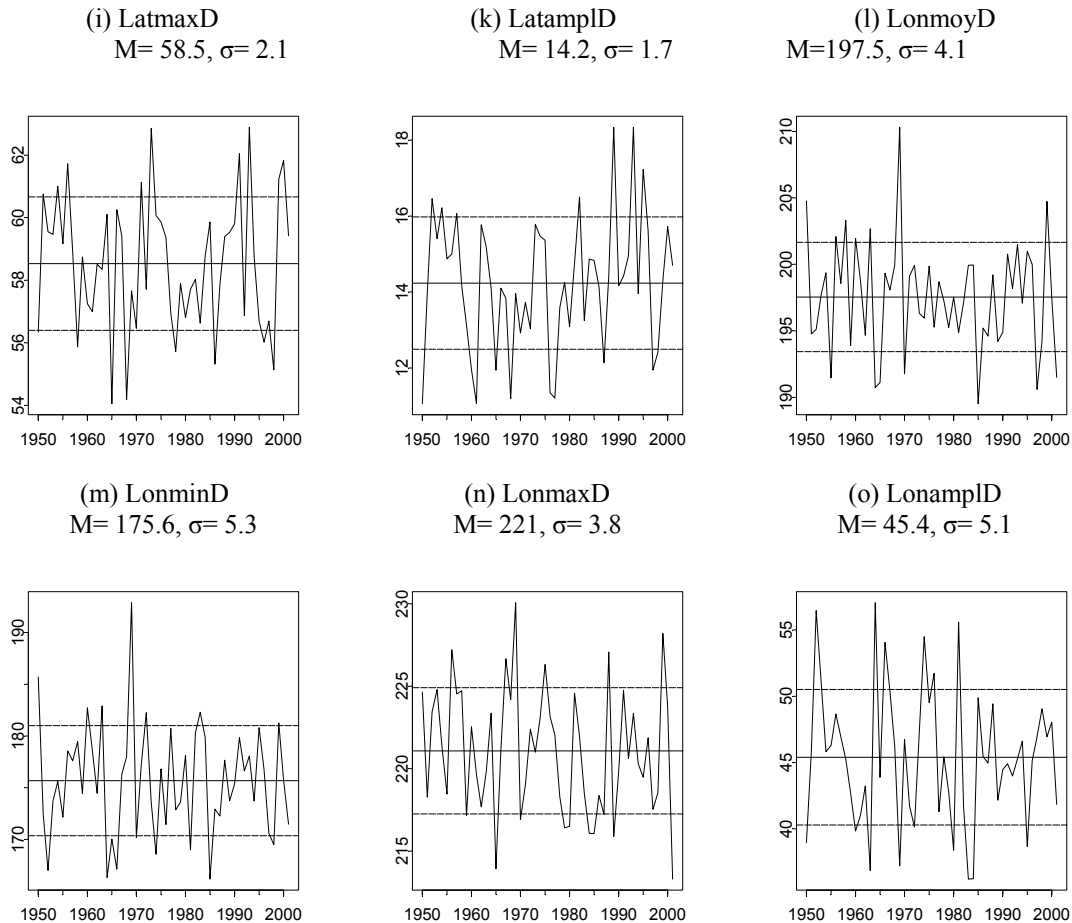 (i) LatmaxD
M= 58.5, σ= 2.1
(k) LatamplD
M= 14.2, σ= 1.7
(l) LonmoyD
M=197.5, σ= 4.1
62
60
58
56
54
1950 1960 1970 1980 1990 2000
18
16
14
12
1950 1960 1970 1980 1990 2000
210
205
200
195
190
1950 1960 1970 1980 1990 2000
(m) LonminD
M= 175.6, σ= 5.3
(n) LonmaxD
M= 221, σ= 3.8
(o) LonamplD
M= 45.4, σ= 5.1
190
180
170
1950 1960 1970 1980 1990 2000
230
225
220
215
1950 1960 1970 1980 1990 2000
55
50
45
40
1950 1960 1970 1980 1990 2000